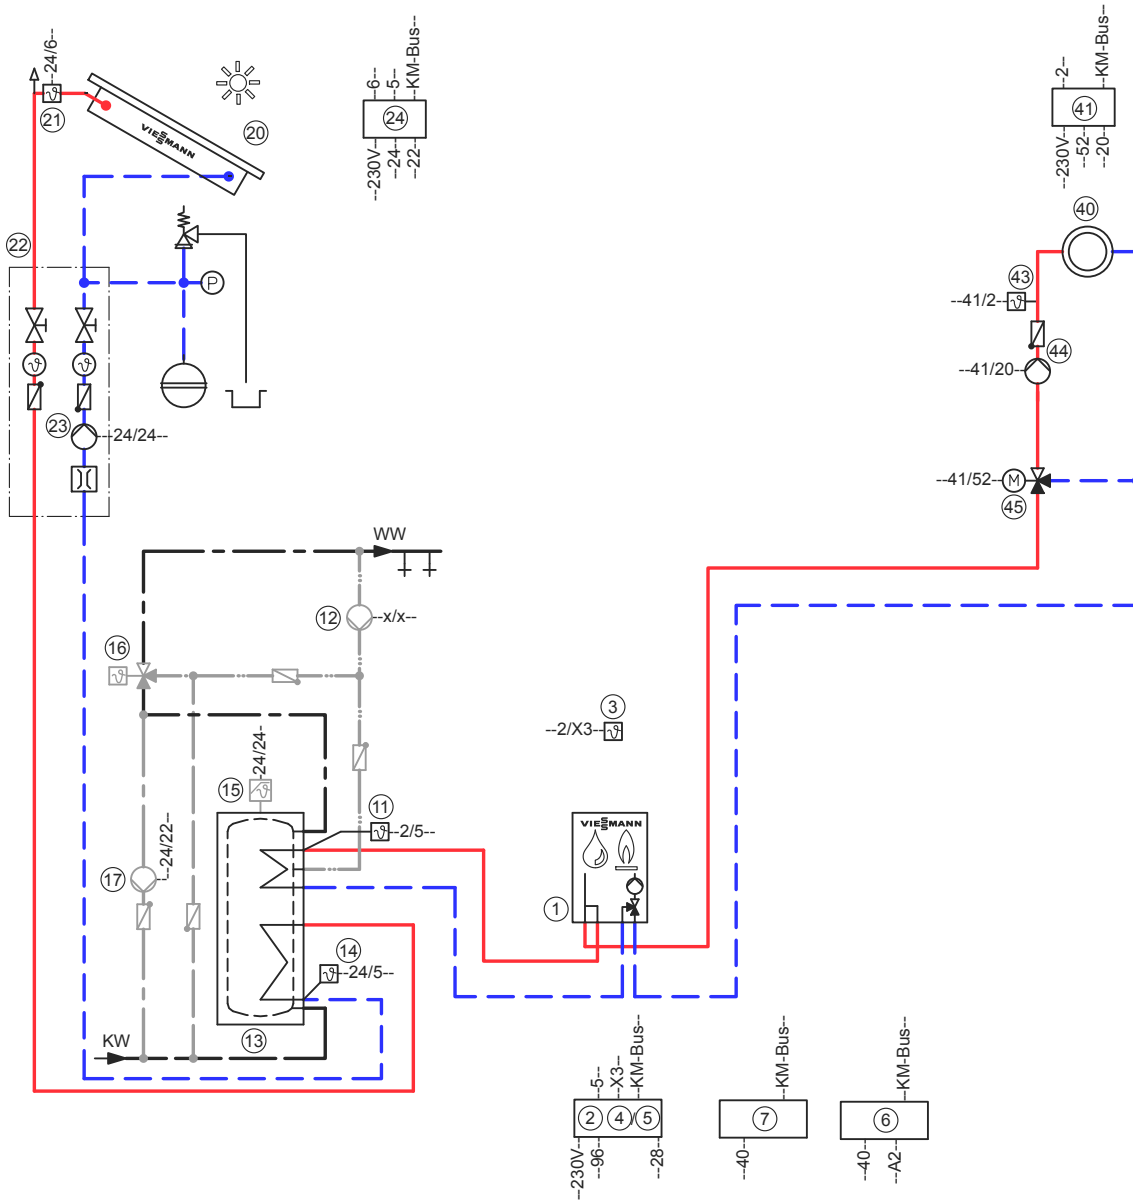 --24/6--
21
20
VIESSMANN
--6--
--5--
--KM-Bus--
24
--230V--
--24--
--22--
--2--
--KM-Bus--
41
--230V--
--52--
--20--
40
22
P
43
--41/2--
44
--41/20--
23
--24/24--
--41/52--
M
45
WW
12
--x/x--
16
3
--2/X3--
--24/24--
15
11
--2/5--
VIESSMANN
--24/22--
17
1
14
--24/5--
13
KW
--5--
--X3--
--KM-Bus--
2 4 / 5
--230V--
--96--
--28--
--KM-Bus--
7
--40--
--KM-Bus--
6
--40--
--A2--